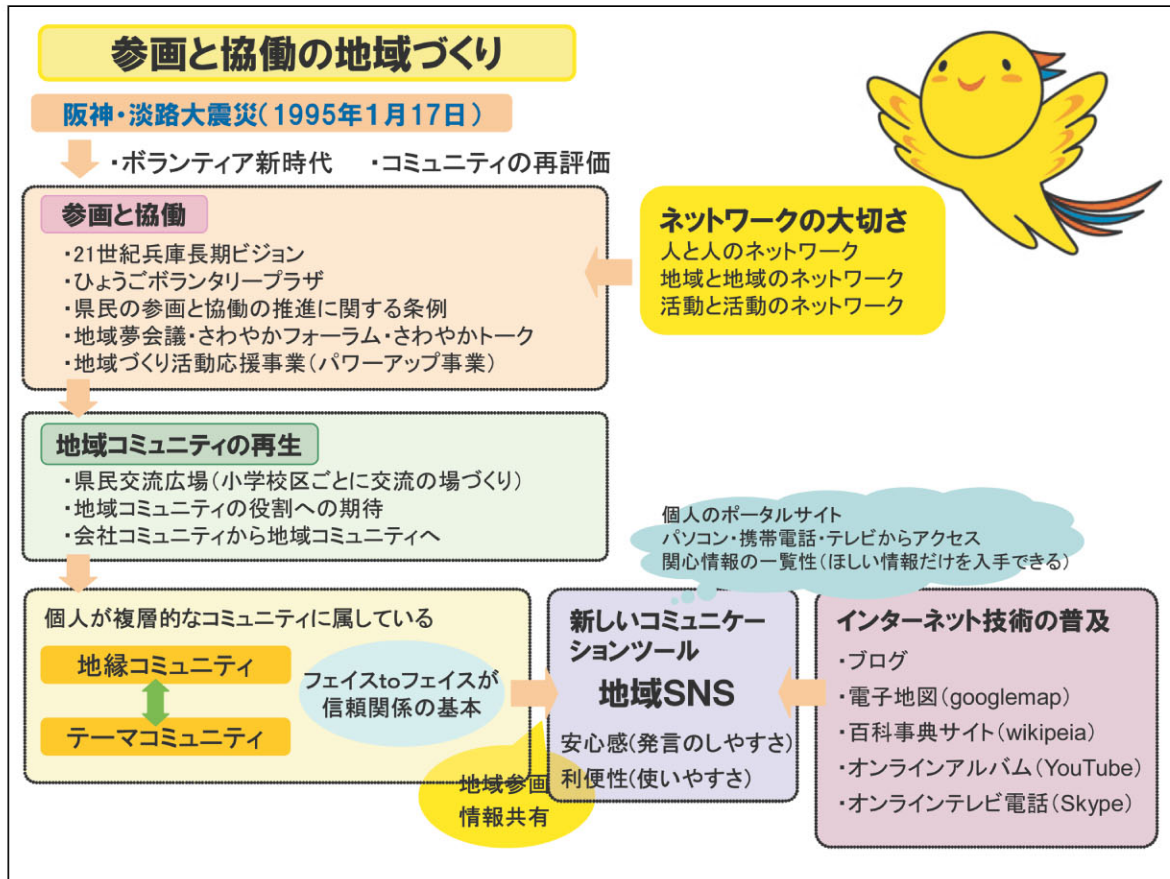 参画と協働の地域づくり
阪神・淡路大震災(1995年1月17日)
・ボランティア新時代 ・コミュニティの再評価
参画と協働
・21世紀兵庫長期ビジョン
・ひょうごボランタリープラザ
・県民の参画と協働の推進に関する条例
・地域夢会議・さわやかフォーラム・さわやかトーク
・地域づくり活動応援事業(パワーアップ事業)
ネットワークの大切さ
人と人のネットワーク
地域と地域のネットワーク
活動と活動のネットワーク
地域コミュニティの再生
・県民交流広場(小学校区ごとに交流の場づくり)
・地域コミュニティの役割への期待
・会社コミュニティから地域コミュニティへ
個人のポータルサイト
パソコン・携帯電話・テレビからアクセス
関心情報の一覧性(ほしい情報だけを入手できる)
個人が複層的なコミュニティに属している
地縁コミュニティ
テーマコミュニティ
フェイスtoフェイスが
信頼関係の基本
地域参画
情報共有
新しいコミュニケー
ションツール
地域SNS
安心感(発言のしやすさ)
利便性(使いやすさ)
インターネット技術の普及
・ブログ
・電子地図(googlemap)
・百科事典サイト(wikipeia)
・オンラインアルバム(YouTube)
・オンラインテレビ電話(Skype)